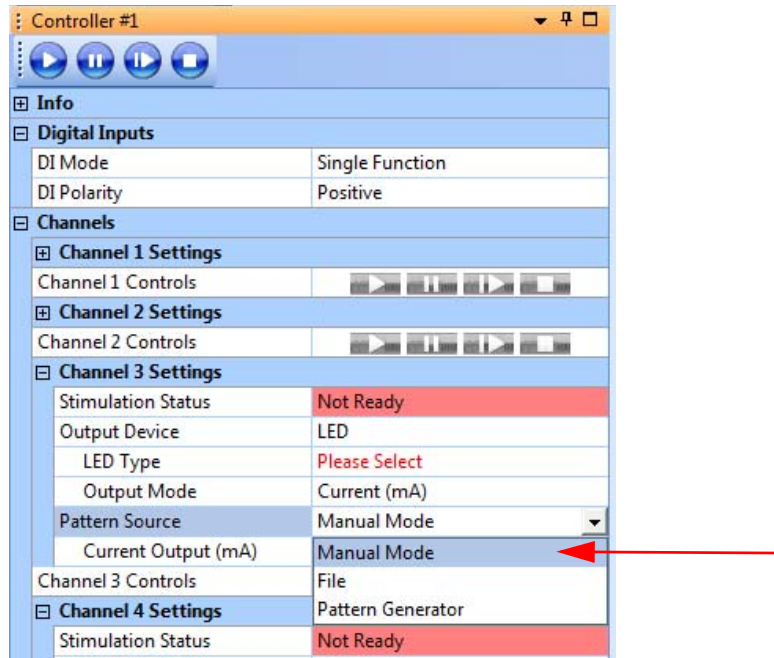 Controller #1
Info
Digital Inputs
DI Mode Single Function
DI Polarity Positive
Channels
Channel 1 Settings
Channel 1 Controls
Channel 2 Settings
Channel 2 Controls
Channel 3 Settings
Stimulation Status Not Ready
Output Device LED
LED Type Please Select
Output Mode Current (mA)
Pattern Source Manual Mode
Current Output (mA) Manual Mode
Channel 3 Controls File
Channel 4 Settings Pattern Generator
Stimulation Status Not Ready